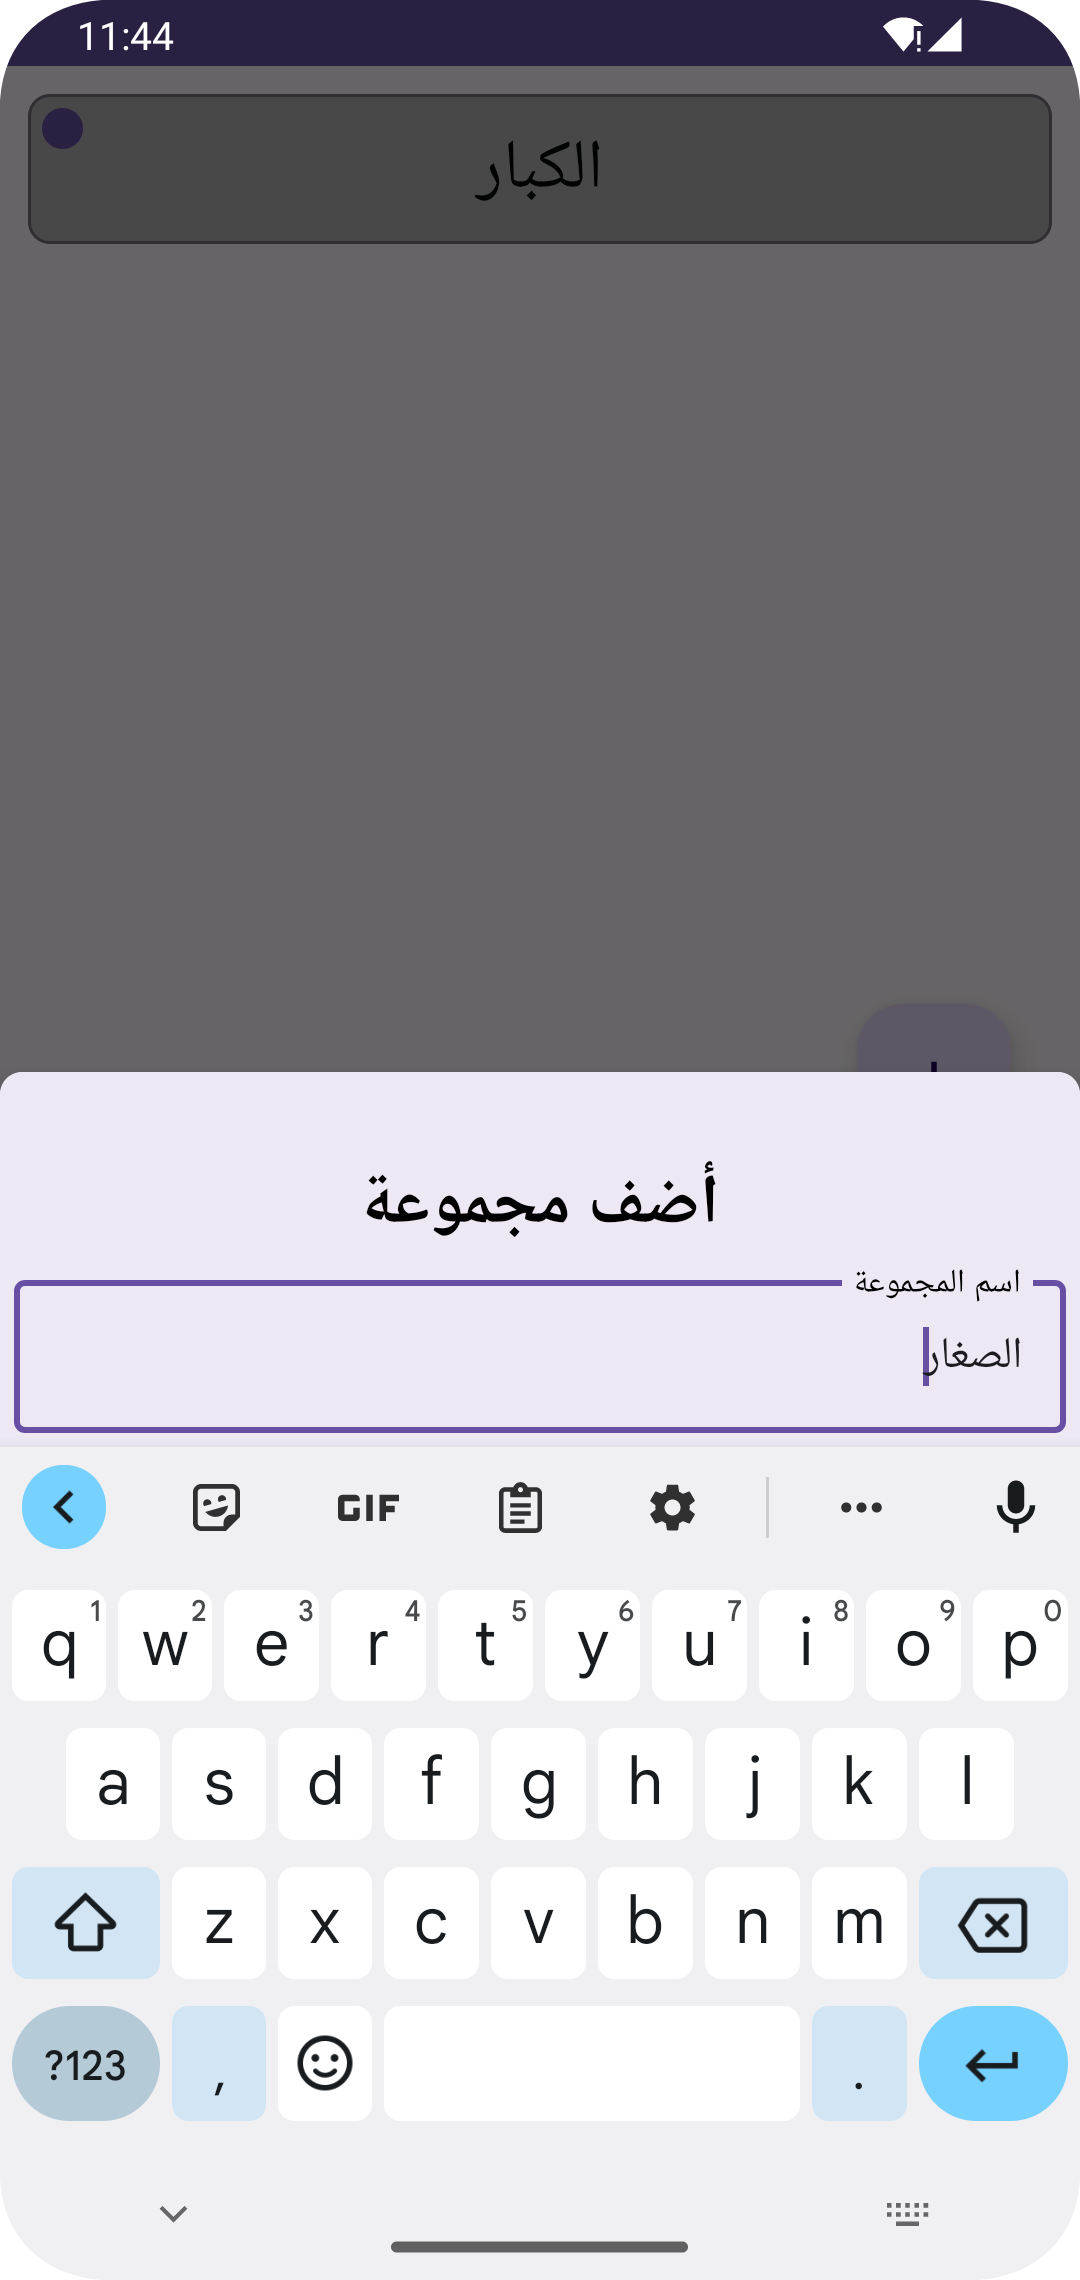 11:44
الكبار
أضف مجموعة
اسم المجموعة
الصغار
GIF
q 1 w 2 e 3 r 4 t 5 y 6 u 7 i 8 o 9 p 0
a s d f g h j k l
z x c v b n m
?123 , .